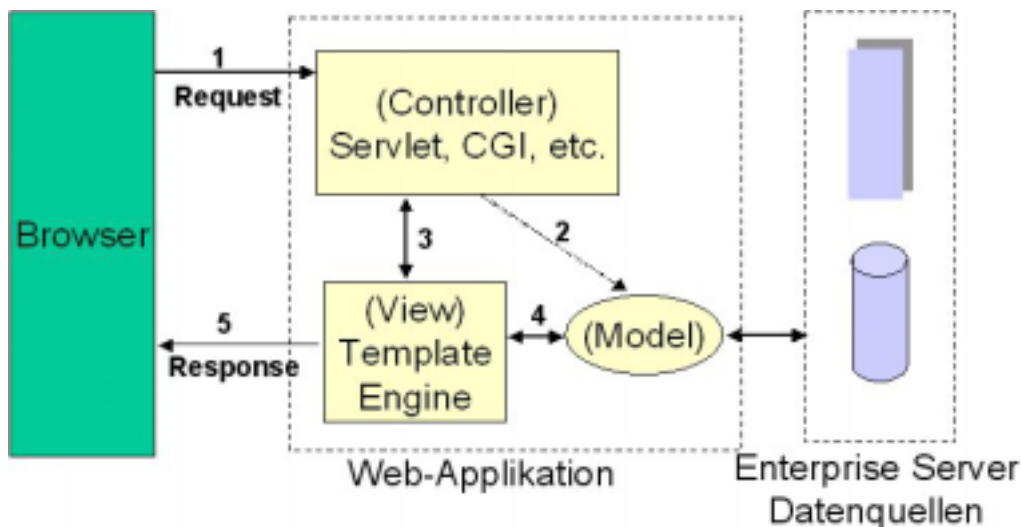 1
Request
(Controller)
Servlet, CGI, etc.
Browser
3
2
5
Response
(View)
Template
Engine
4
(Model)
Web-Applikation
Enterprise Server
Datenquellen